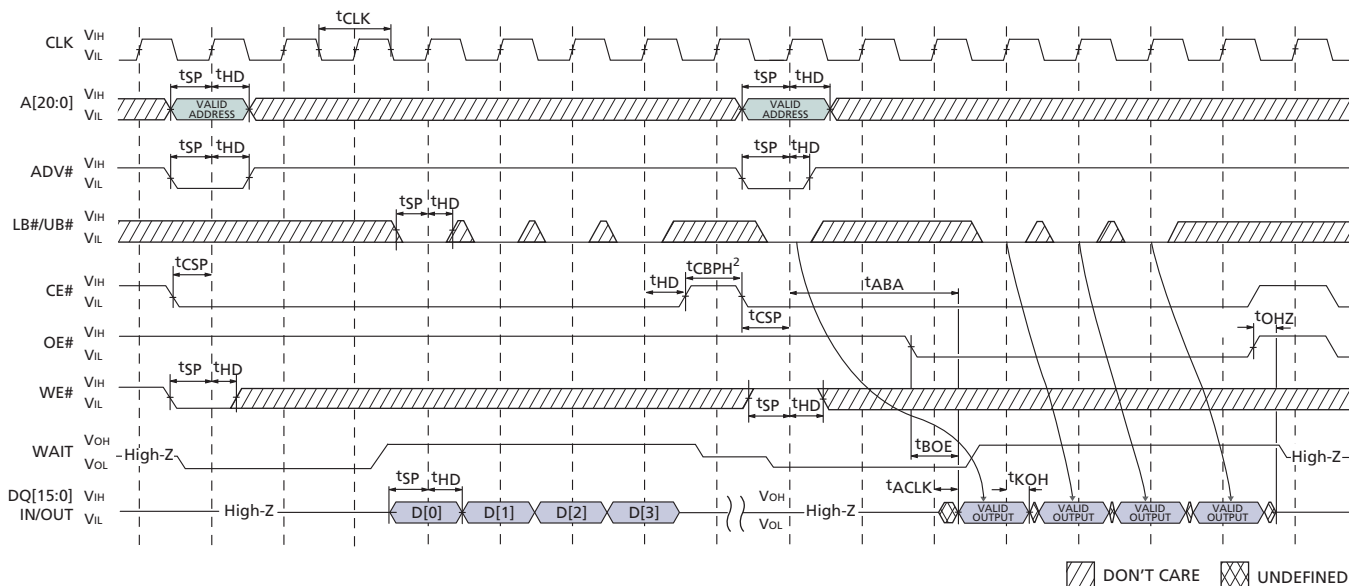 tCLK
CLK VIH
VIL
tSP tHD tSP tHD
A[20:0] VIH
VIL
VALID ADDRESS VALID ADDRESS
tSP tHD tSP tHD
ADV# VIH
VIL
tSP tHD
LB#/UB# VIH
VIL
tCSP tHD tCBPH2 tABA
CE# VIH
VIL
tCSP tOHZ
OE# VIH
VIL
tSP tHD
WE# VIH
VIL
tSP tHD
tBOE
WAIT VOH
VOL
High-Z High-Z
tSP tHD tACLK tKOH
DQ[15:0] IN/OUT VIH
VIL
High-Z D[0] D[1] D[2] D[3] VOH
VOL
High-Z VALID OUTPUT VALID OUTPUT VALID OUTPUT VALID OUTPUT
DON'T CARE UNDEFINED